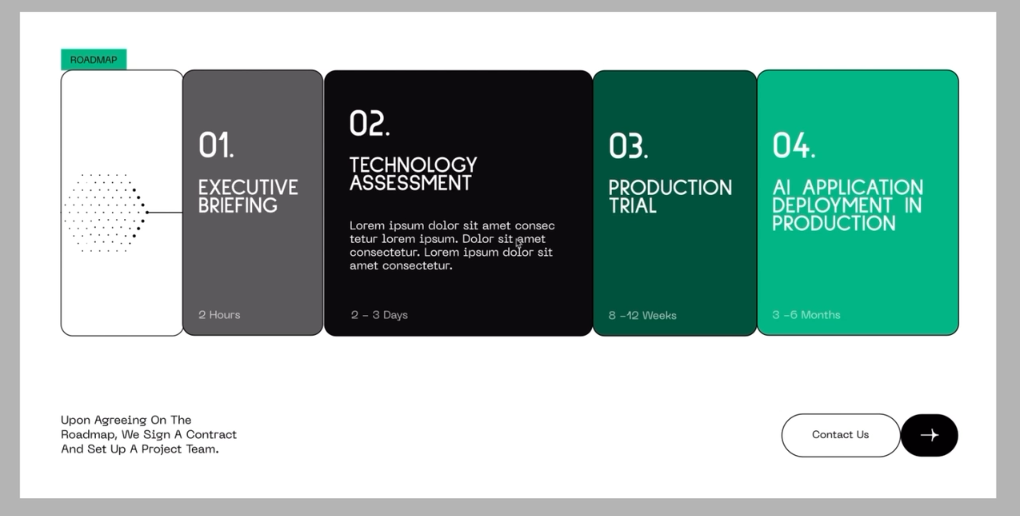 ROADMAP
01.
EXECUTIVE
BRIEFING
2 Hours
02.
TECHNOLOGY
ASSESSMENT
Lorem ipsum dolor sit amet consec
tetur lorem ipsum. Dolor sit amet
consectetur. Lorem ipsum dolor sit
amet consectetur.
2 – 3 Days
03.
PRODUCTION
TRIAL
8 –12 Weeks
04.
AI APPLICATION
DEPLOYMENT IN
PRODUCTION
3 –6 Months
Upon Agreeing On The
Roadmap, We Sign A Contract
And Set Up A Project Team.
Contact Us